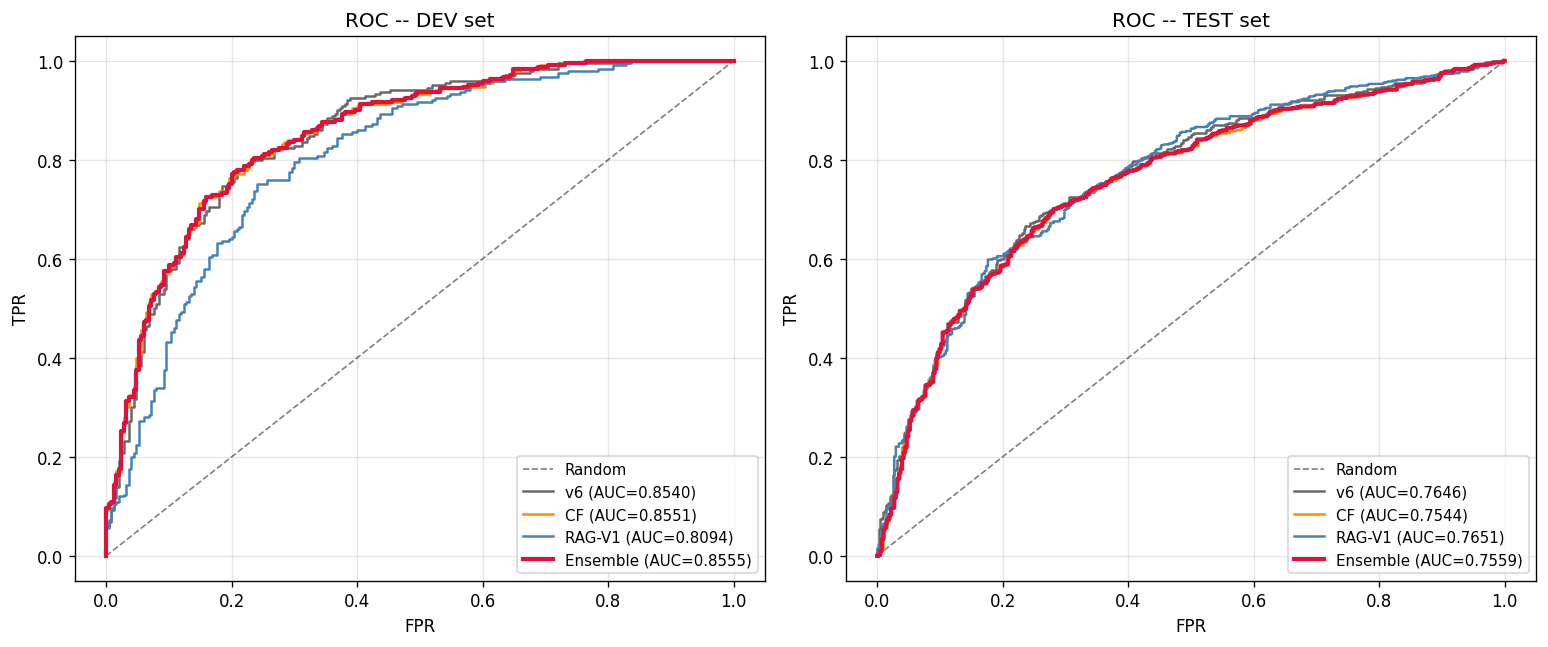 ROC -- DEV set
1.0
0.8
0.6
0.4
0.2
0.0
TPR
0.0 0.2 0.4 0.6 0.8 1.0
FPR
Random
v6 (AUC=0.8540)
CF (AUC=0.8551)
RAG-V1 (AUC=0.8094)
Ensemble (AUC=0.8555)
ROC -- TEST set
1.0
0.8
0.6
0.4
0.2
0.0
TPR
0.0 0.2 0.4 0.6 0.8 1.0
FPR
Random
v6 (AUC=0.7646)
CF (AUC=0.7544)
RAG-V1 (AUC=0.7651)
Ensemble (AUC=0.7559)